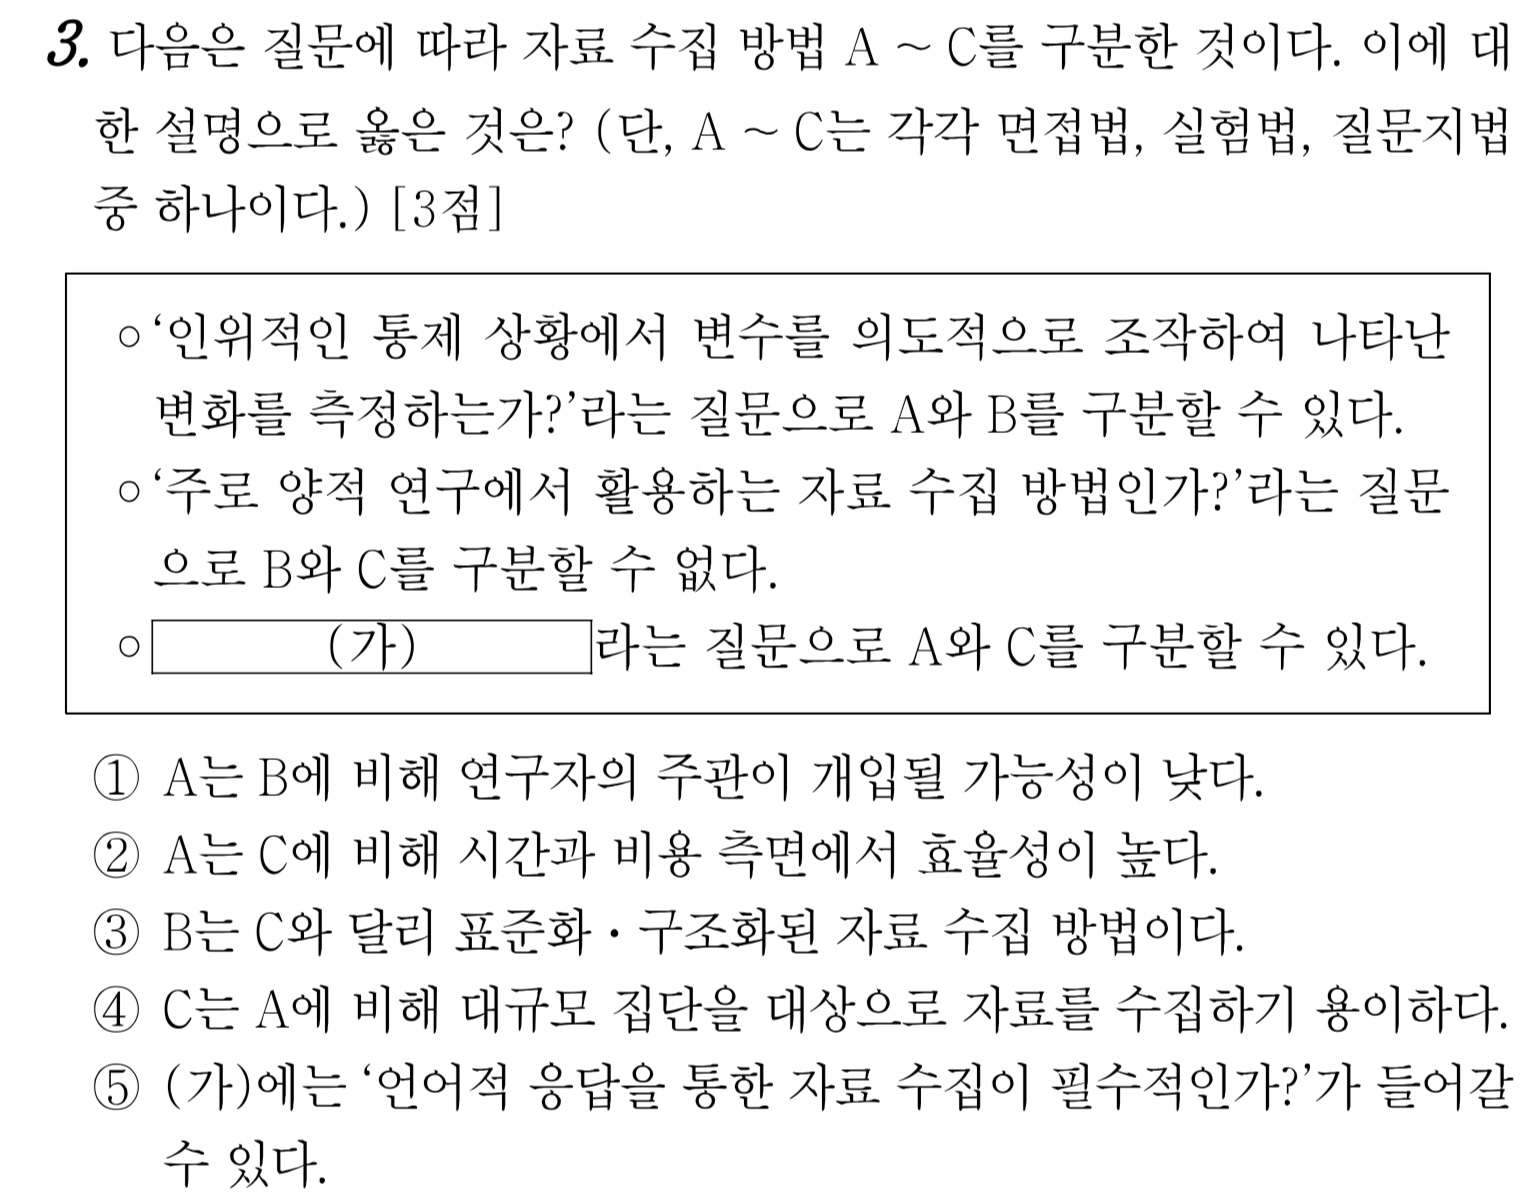 3. 다음은 질문에 따라 자료 수집 방법 A ~ C를 구분한 것이다. 이에 대
한 설명으로 옳은 것은? (단, A ~ C는 각각 면접법, 실험법, 질문지법
중 하나이다.) [3점]
○ ‘인위적인 통제 상황에서 변수를 의도적으로 조작하여 나타난
변화를 측정하는가?’라는 질문으로 A와 B를 구분할 수 있다.
○ ‘주로 양적 연구에서 활용하는 자료 수집 방법인가?’라는 질문
으로 B와 C를 구분할 수 없다.
○ (가) 라는 질문으로 A와 C를 구분할 수 있다.
① A는 B에 비해 연구자의 주관이 개입될 가능성이 낮다.
② A는 C에 비해 시간과 비용 측면에서 효율성이 높다.
③ B는 C와 달리 표준화·구조화된 자료 수집 방법이다.
④ C는 A에 비해 대규모 집단을 대상으로 자료를 수집하기 용이하다.
⑤ (가)에는 ‘언어적 응답을 통한 자료 수집이 필수적인가?’가 들어갈
수 있다.